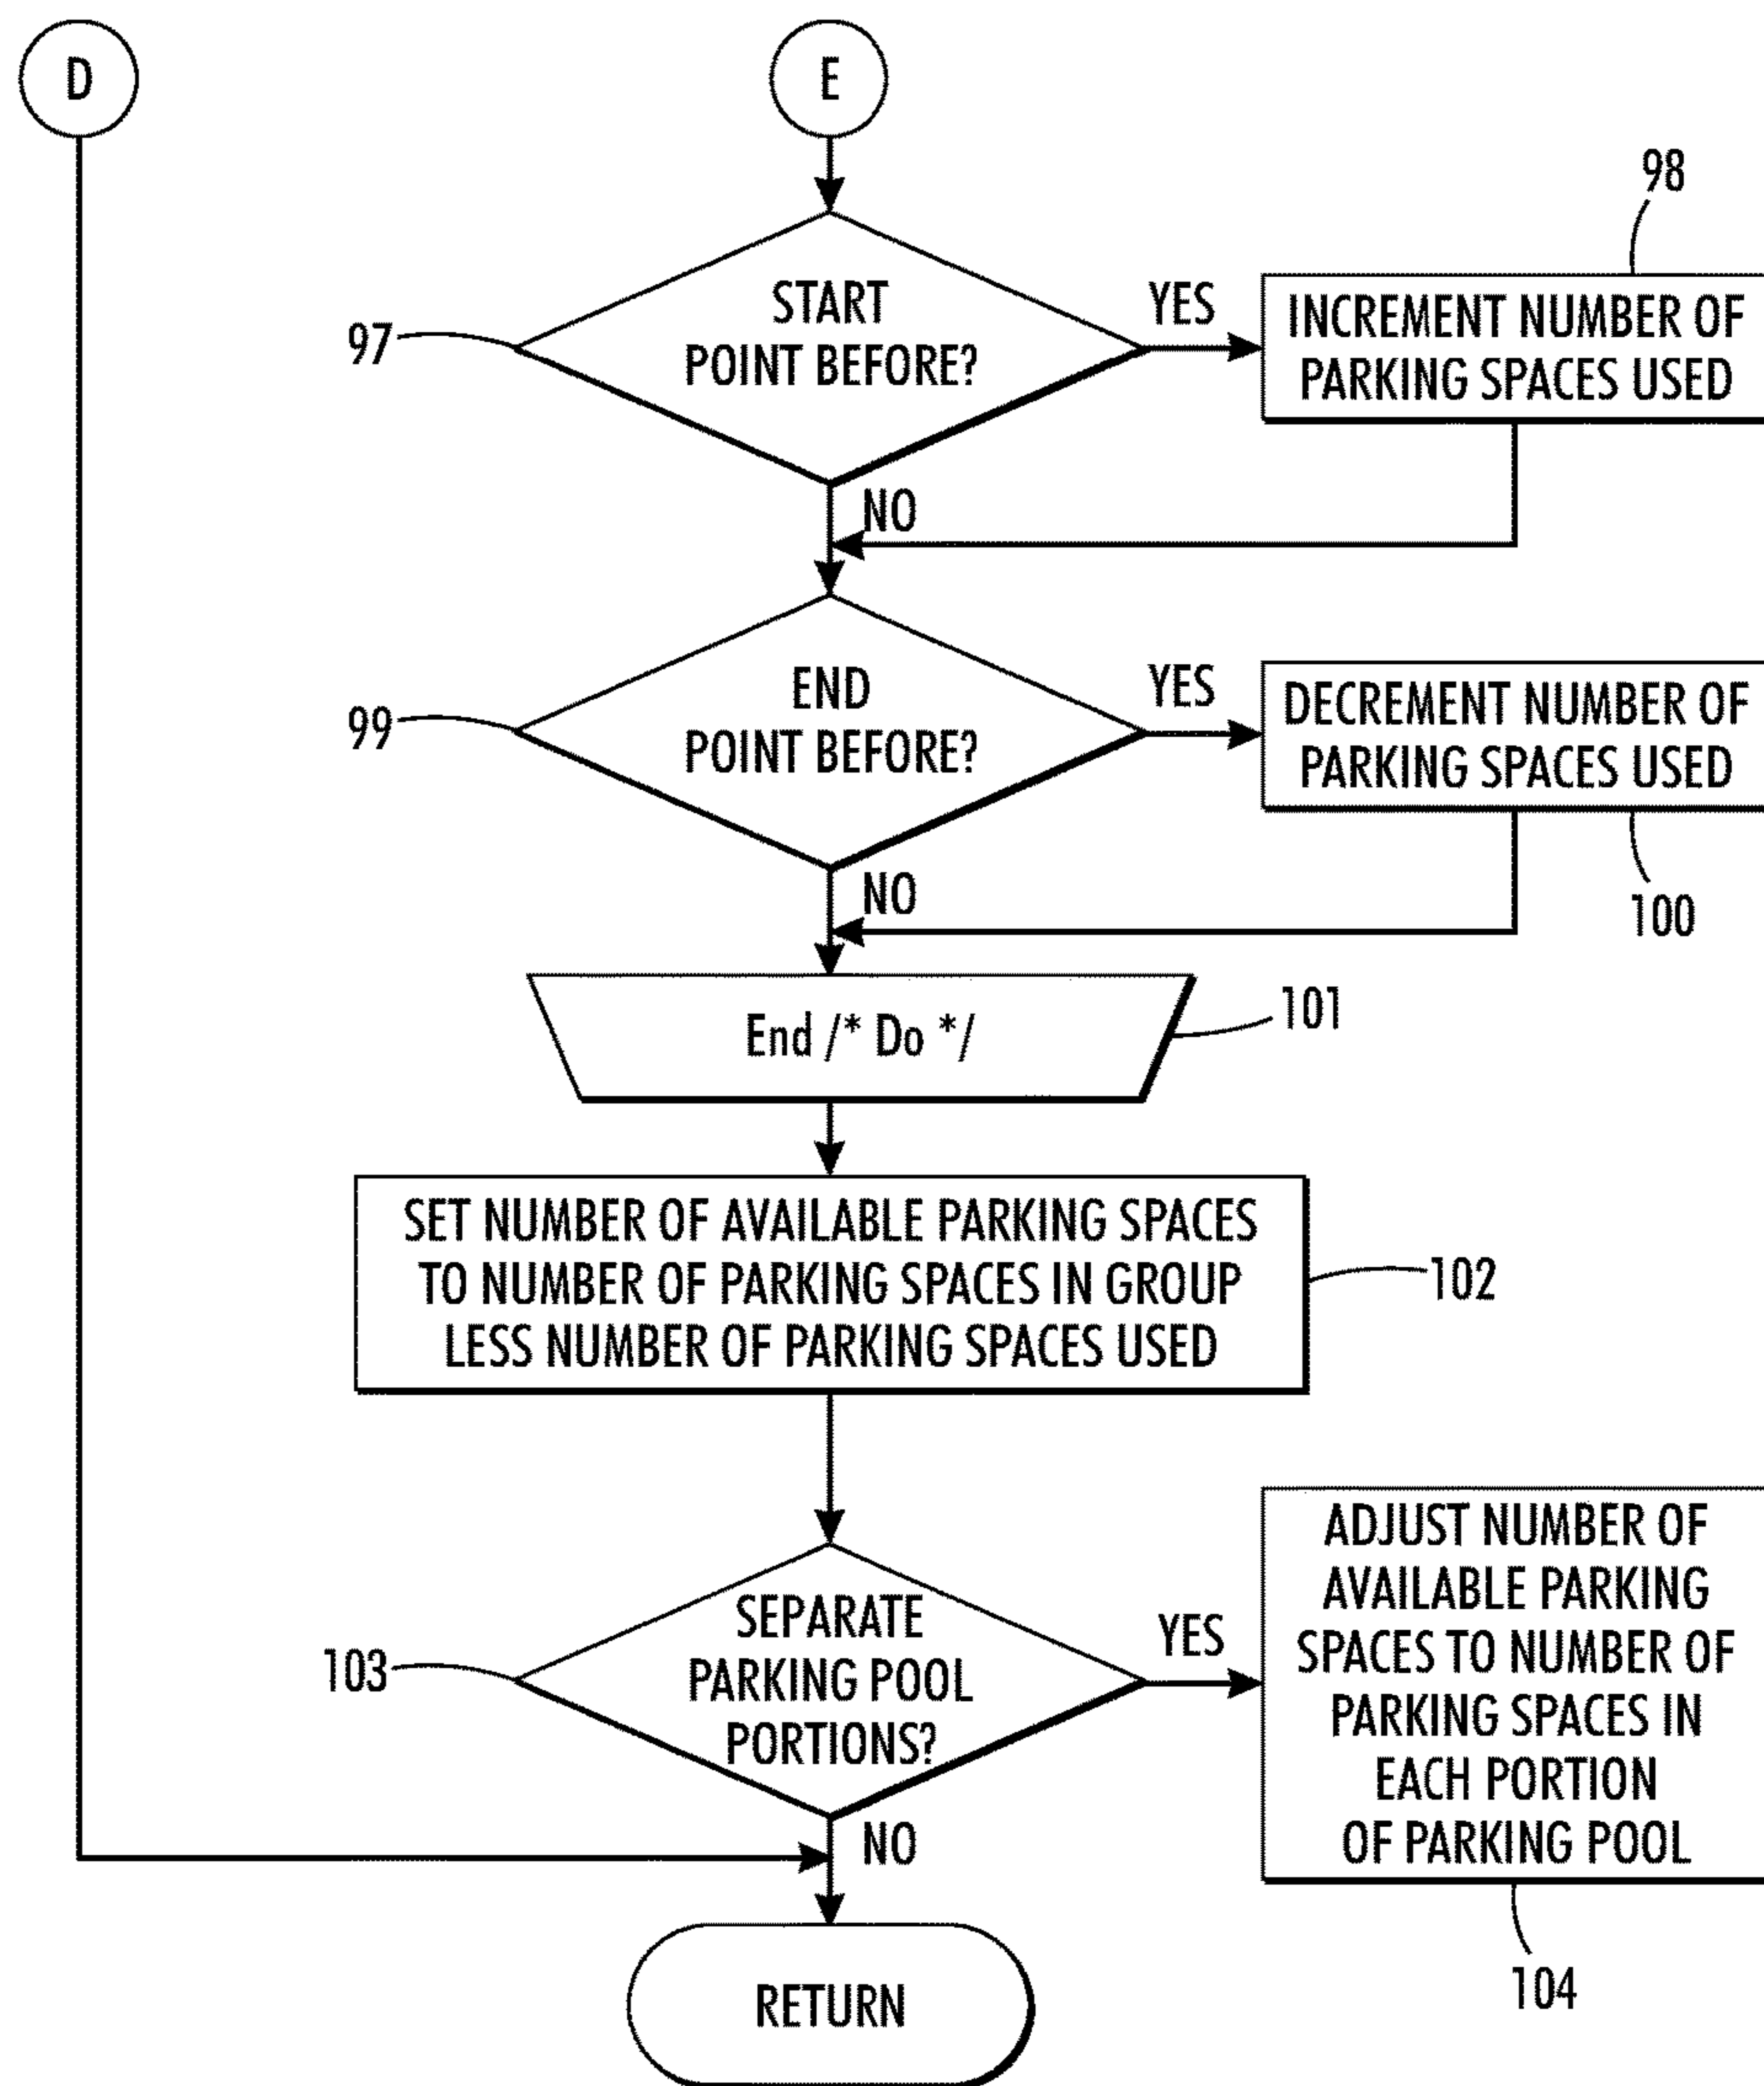 D
E
98
97
START
POINT BEFORE?
YES
INCREMENT NUMBER OF
PARKING SPACES USED
NO
99
END
POINT BEFORE?
YES
DECREMENT NUMBER OF
PARKING SPACES USED
NO
100
End /* Do */
101
SET NUMBER OF AVAILABLE PARKING SPACES
TO NUMBER OF PARKING SPACES IN GROUP
LESS NUMBER OF PARKING SPACES USED
102
103
SEPARATE
PARKING POOL
PORTIONS?
YES
ADJUST NUMBER OF
AVAILABLE PARKING
SPACES TO NUMBER OF
PARKING SPACES IN
EACH PORTION
OF PARKING POOL
NO
104
RETURN